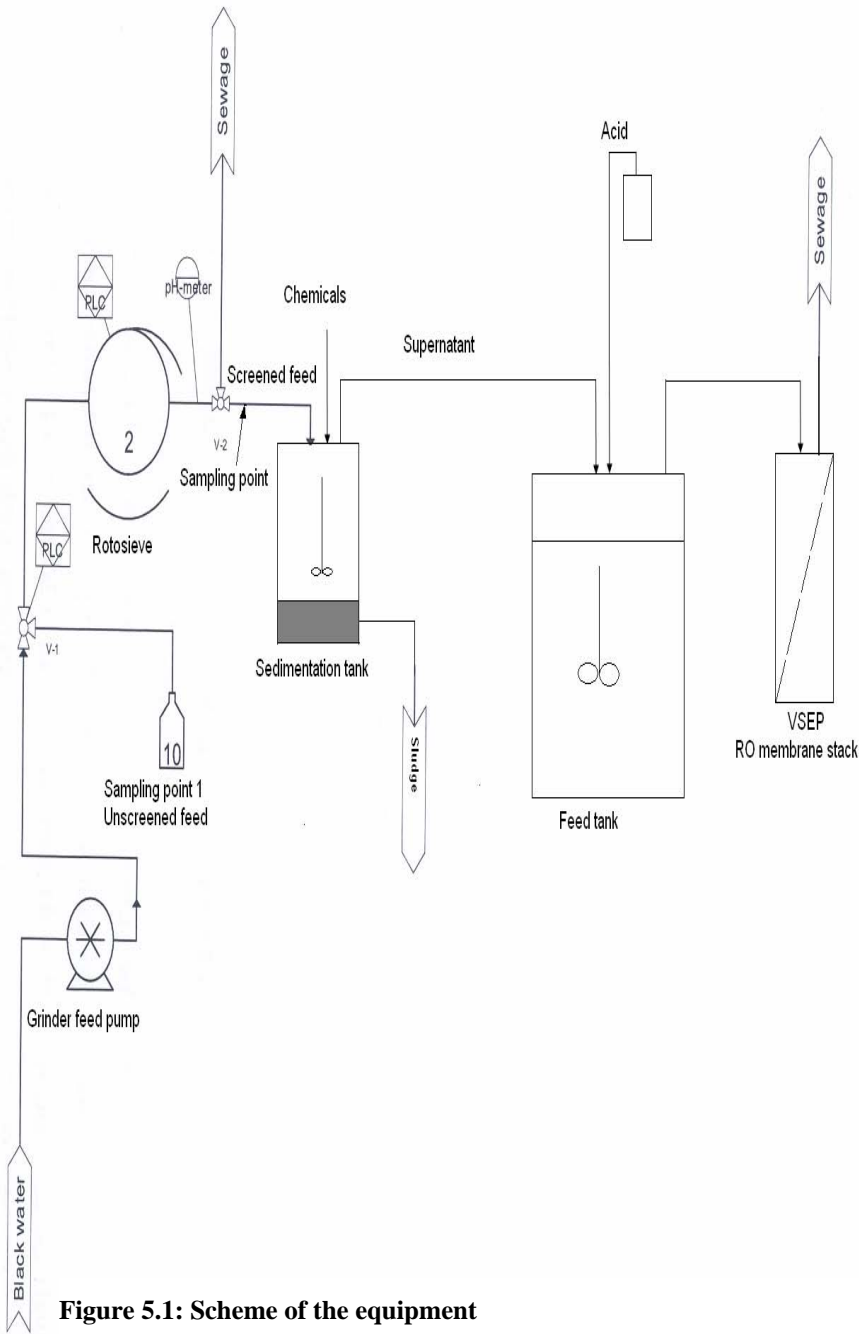 Sewage
Acid
Sewage
PLC
pH-meter
Chemicals
Supernatant
Screened feed
2
V-2
Sampling point
PLC
Rotosieve
V-1
Sedimentation tank
10
Sampling point 1
Unscreened feed
Sludge
VSEP
RO membrane stack
Feed tank
Grinder feed pump
Black water
Figure 5.1: Scheme of the equipment